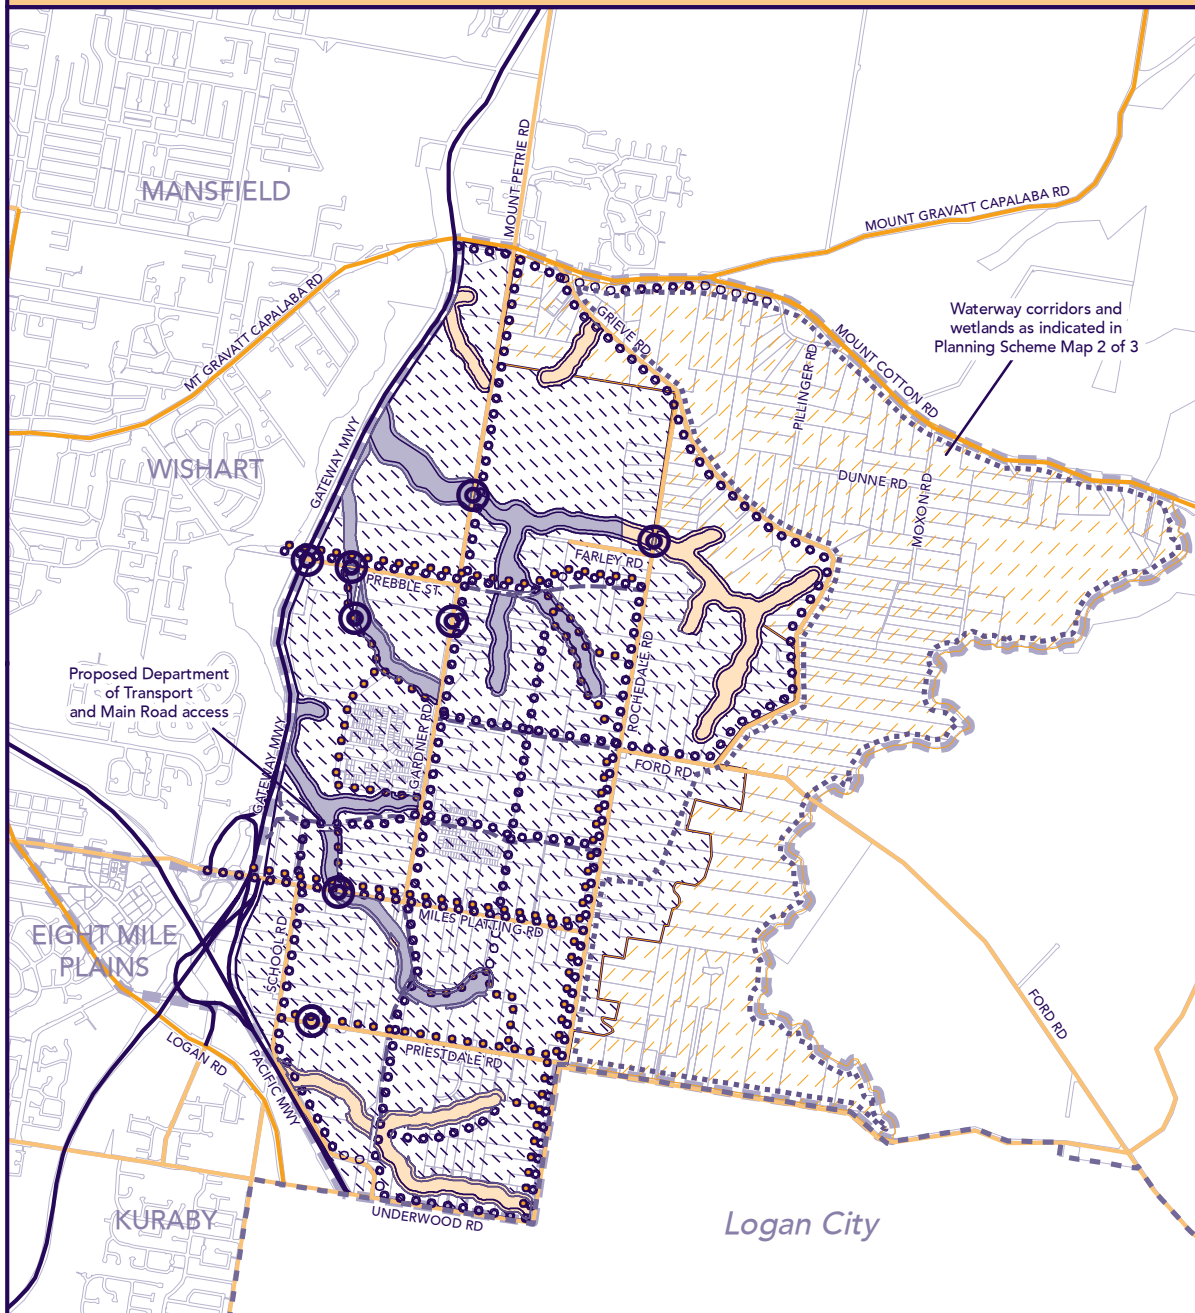 MOUNT PETRIE RD
MANSFIELD
MOUNT GRAVATT CAPALABA RD
MT GRAVATT CAPALABA RD
Waterway corridors and
wetlands as indicated in
Planning Scheme Map 2 of 3
GRIEVE RD
MOUNT COTTON RD
PILLINGER RD
WISHART
GATEWAY MWY
DUNNE RD
MOXON RD
FARLEY RD
PREBBLE ST
Proposed Department
of Transport
and Main Road access
ROCHEDALE RD
GARDNER RD
GATEWAY MWY
FORD RD
MILES PLATTING RD
EIGHT MILE
PLAINS
SCHOOL RD
FORD RD
LOGAN RD
PACIFIC MWY
PRIESTDALE RD
KURABY
UNDERWOOD RD
Logan City